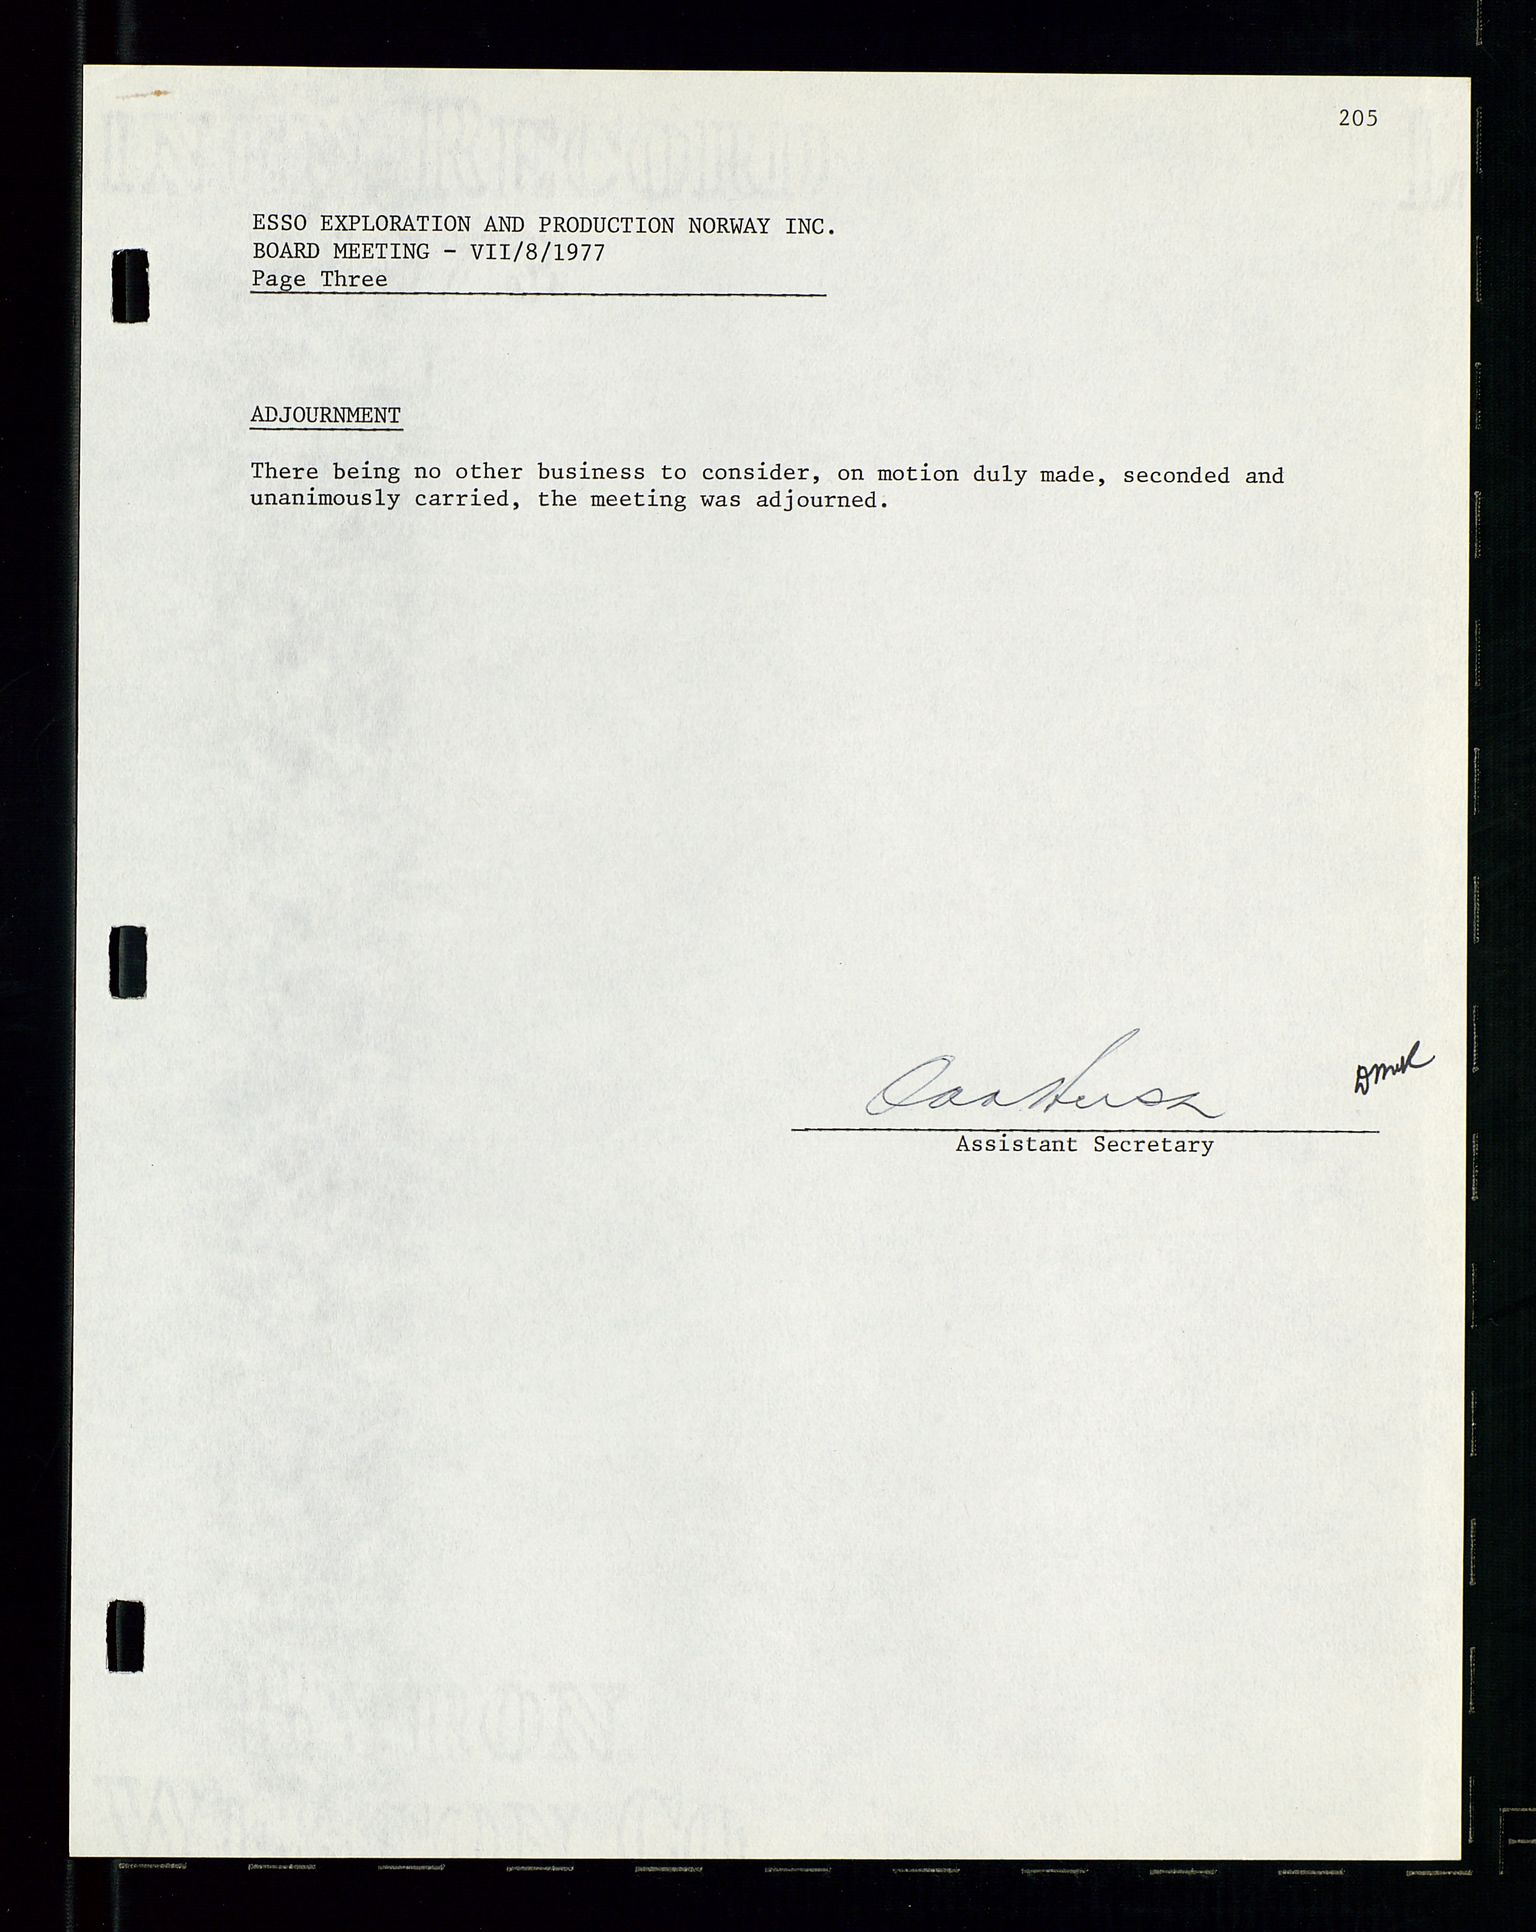 205
ESSO EXPLORATION AND PRODUCTION NORWAY INC.
BOARD MEETING - VII/8/1977
Page Three
ADJOURNMENT
There being no other business to consider, on motion duly made, seconded and
unanimously carried, the meeting was adjourned.
Assistant Secretary